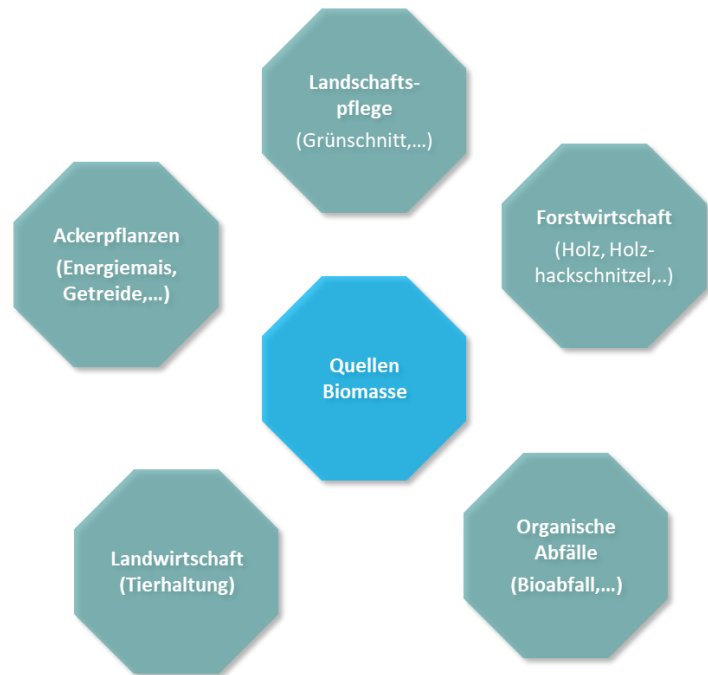 Landschafts-
pflege
(Grünschnitt,...)
Forstwirtschaft
(Holz, Holz-
hackschnitzel,..)
Ackerpflanzen
(Energiemais,
Getreide,...)
Quellen
Biomasse
Organische
Abfälle
(Bioabfall,...)
Landwirtschaft
(Tierhaltung)